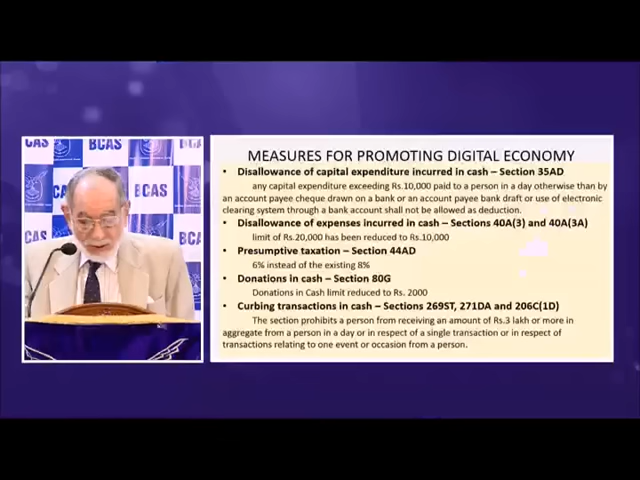 CAS
BCAS
BCAS
BCAS
MEASURES FOR PROMOTING DIGITAL ECONOMY
• Disallowance of capital expenditure incurred in cash – Section 35AD
any capital expenditure exceeding Rs.10,000 paid to a person in a day otherwise than by
an account payee cheque drawn on a bank or an account payee bank draft or use of electronic
clearing system through a bank account shall not be allowed as deduction.
• Disallowance of expenses incurred in cash – Sections 40A(3) and 40A(3A)
limit of Rs.20,000 has been reduced to Rs.10,000
• Presumptive taxation – Section 44AD
6% instead of the existing 8%
• Donations in cash – Section 80G
Donations in Cash limit reduced to Rs. 2000
• Curbing transactions in cash – Sections 269ST, 271DA and 206C(1D)
The section prohibits a person from receiving an amount of Rs.3 lakh or more in
aggregate from a person in a day or in respect of a single transaction or in respect of
transactions relating to one event or occasion from a person.